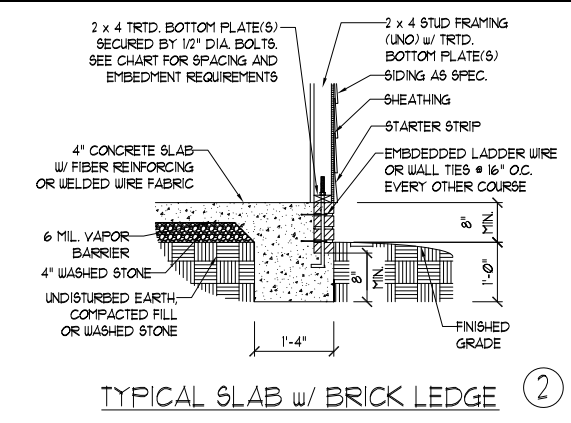 2 x 4 TRTD. BOTTOM PLATE(S)
SECURED BY 1/2" DIA. BOLTS.
SEE CHART FOR SPACING AND
EMBEDMENT REQUIREMENTS
2 x 4 STUD FRAMING
(UNO) w/ TRTD.
BOTTOM PLATE(S)
SIDING AS SPEC.
SHEATHING
STARTER STRIP
4" CONCRETE SLAB
W/ FIBER REINFORCING
OR WELDED WIRE FABRIC
EMBDEDDED LADDER WIRE
OR WALL TIES @ 16" O.C.
EVERY OTHER COURSE
8"
MIN.
6 MIL. VAPOR
BARRIER
4" WASHED STONE
UNDISTURBED EARTH,
COMPACTED FILL
OR WASHED STONE
8"
MIN.
1'-0"
FINISHED
GRADE
1'-4"
TYPICAL SLAB w/ BRICK LEDGE
2